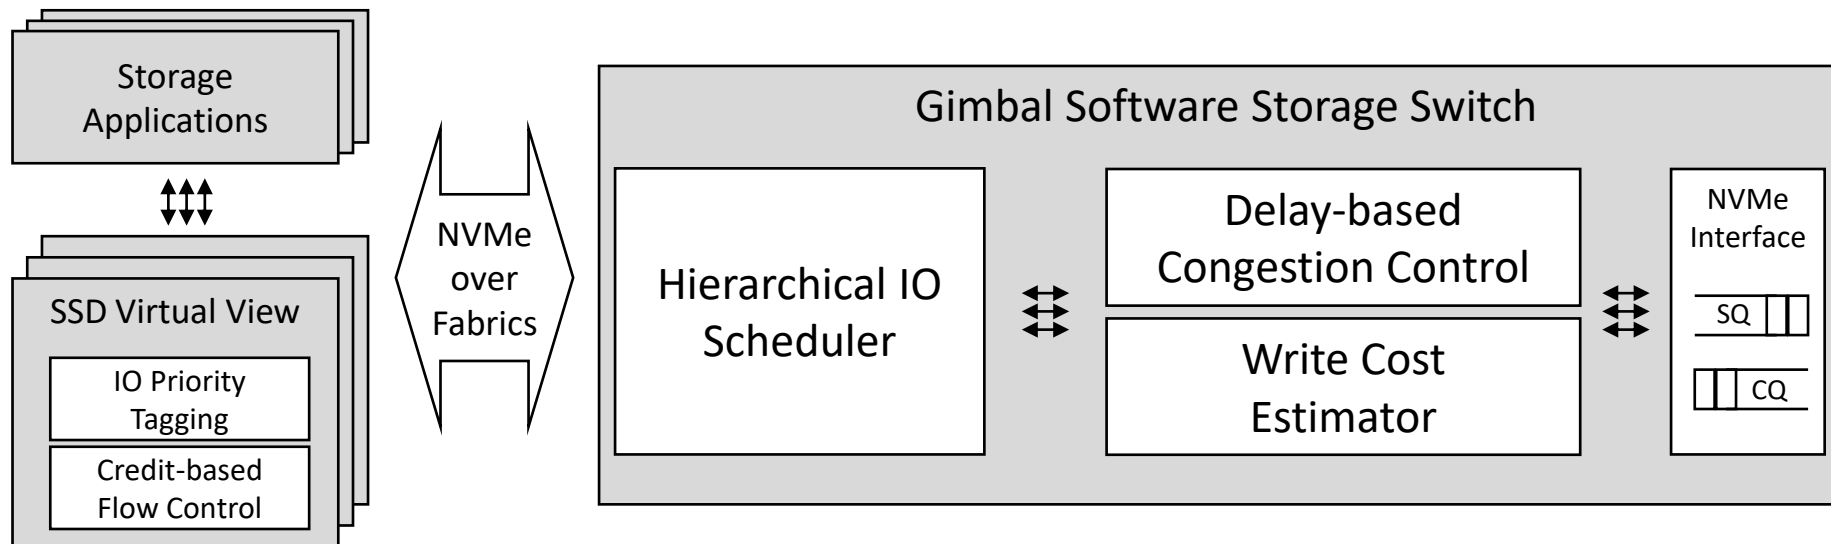 Storage
Applications
SSD Virtual View
IO Priority
Tagging
Credit-based
Flow Control
NVMe
over
Fabrics
Gimbal Software Storage Switch
Hierarchical IO
Scheduler
Delay-based
Congestion Control
Write Cost
Estimator
NVMe
Interface
SQ
CQ